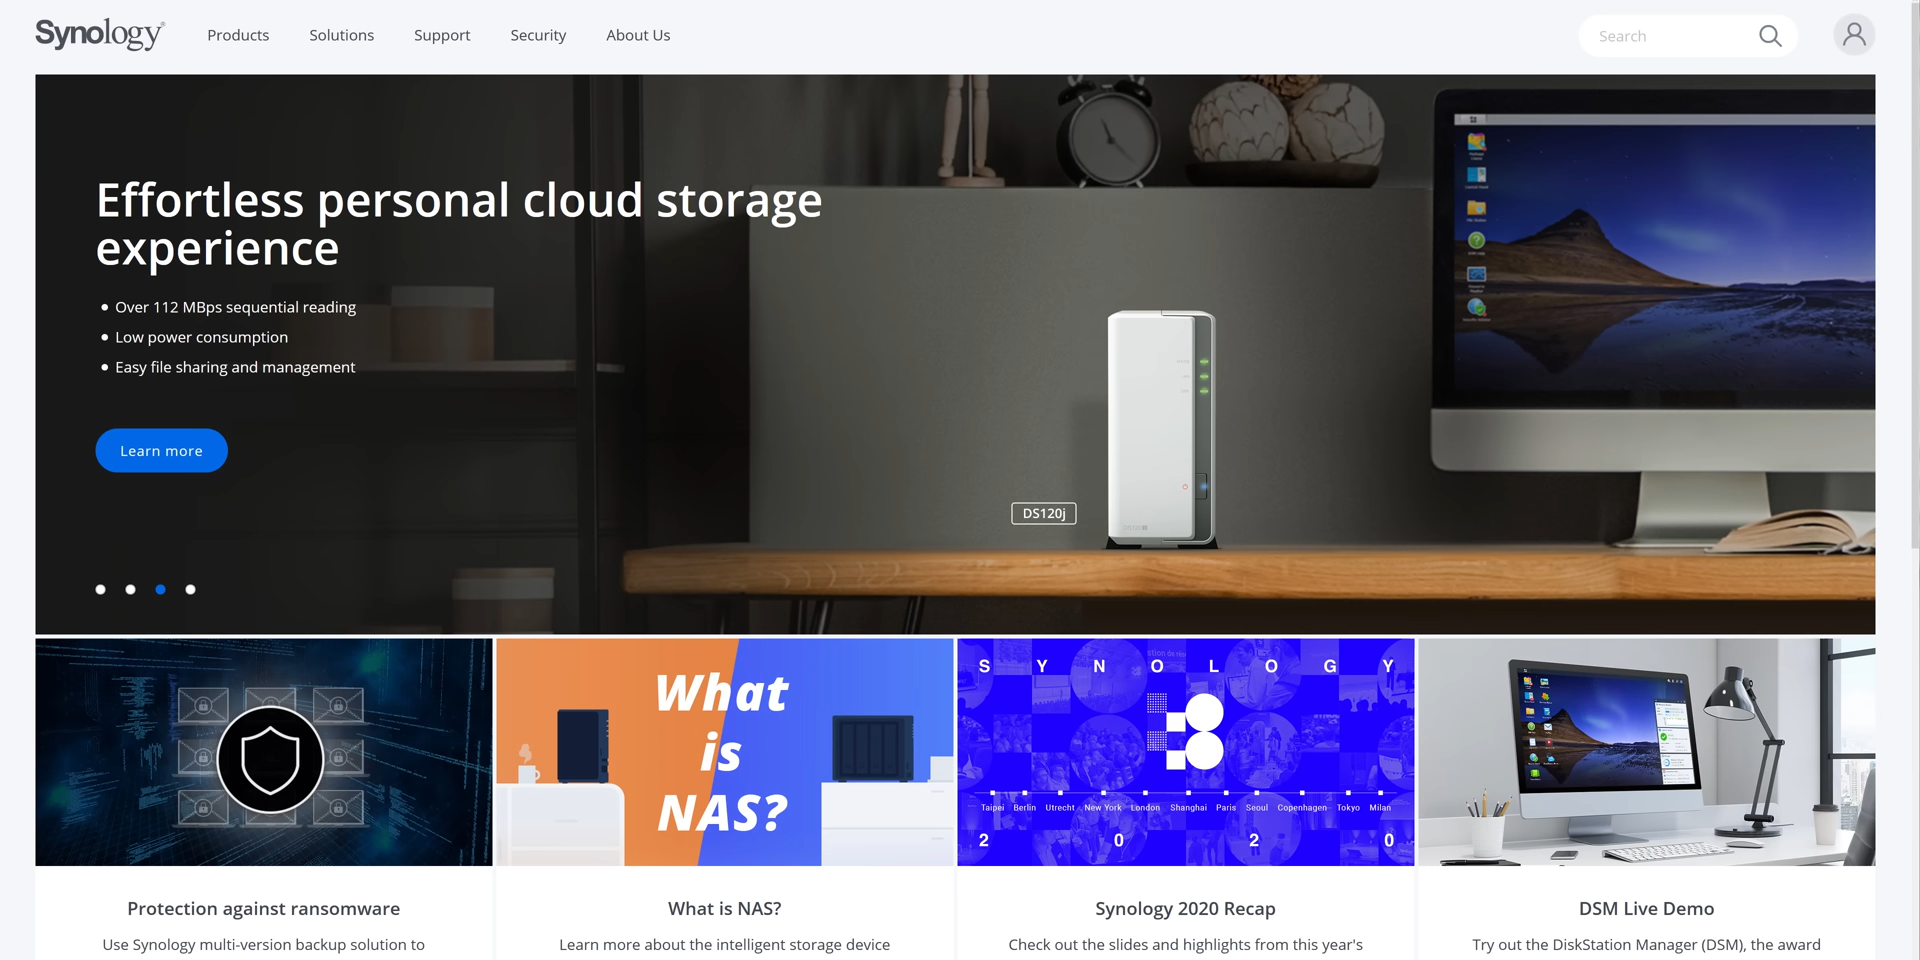 Synology®
Products
Solutions
Support
Security
About Us
Search
Effortless personal cloud storage
experience
Over 112 MBps sequential reading
Low power consumption
Easy file sharing and management
Learn more
DS120j
What
is
NAS?
S Y N O L O G Y
Taipei Berlin Utrecht New York London Shanghai Paris Seoul Copenhagen Tokyo Milan
2 0 2 0
Protection against ransomware
Use Synology multi-version backup solution to
What is NAS?
Learn more about the intelligent storage device
Synology 2020 Recap
Check out the slides and highlights from this year's
DSM Live Demo
Try out the DiskStation Manager (DSM), the award